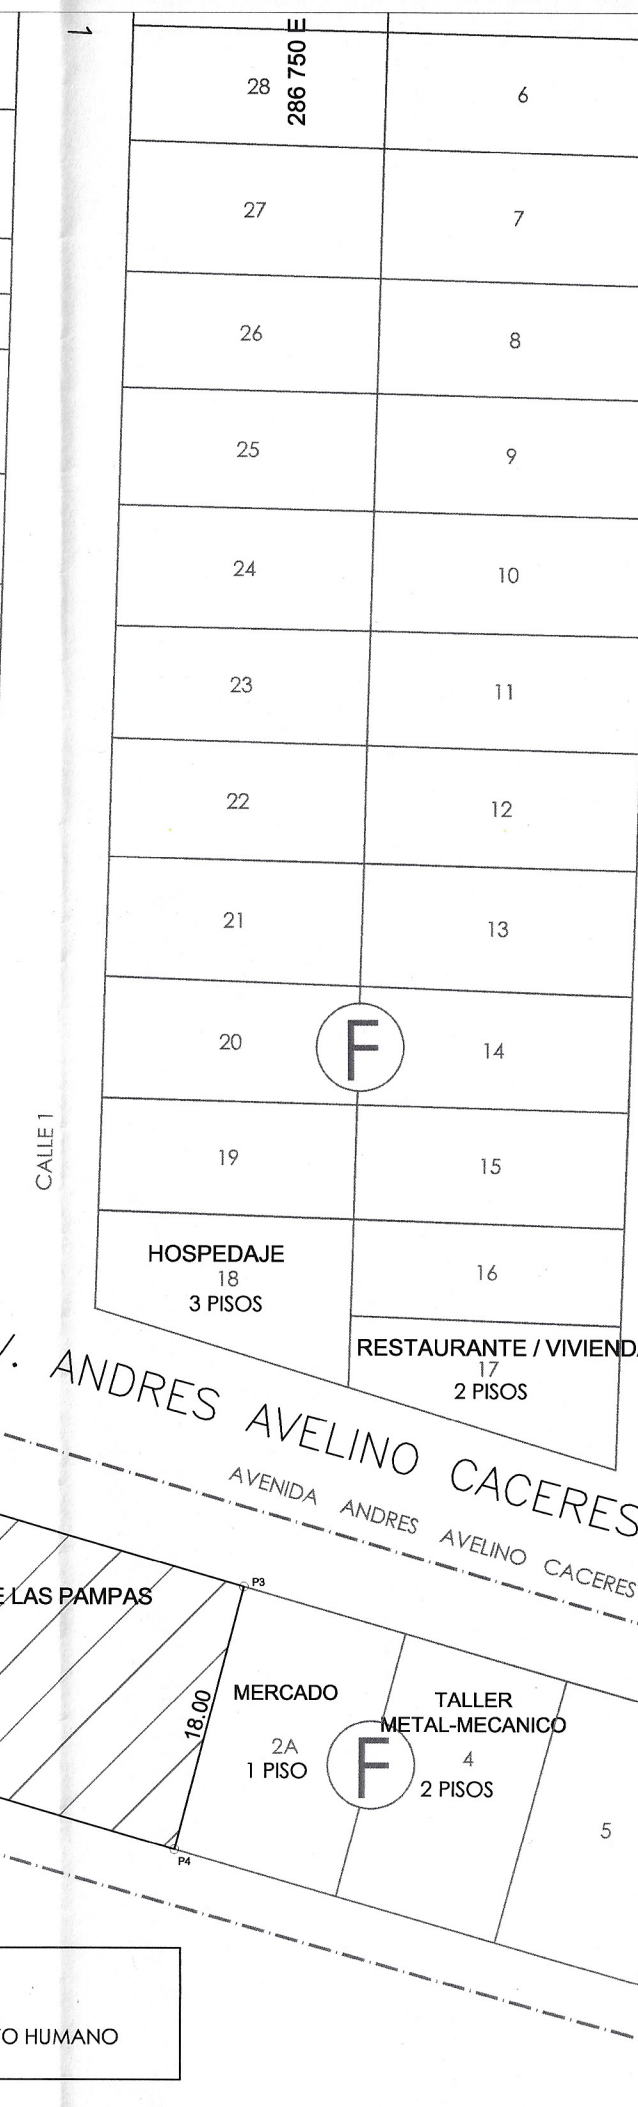 1
286 750 E
28
6
27
7
26
8
25
9
24
10
23
11
22
12
21
13
20
F
14
CALLE 1
19
15
HOSPEDAJE
18
3 PISOS
16
RESTAURANTE / VIVIENDA
17
2 PISOS
V. ANDRES AVELINO CACERES
AVENIDA ANDRES AVELINO CACERES
P3
E LAS PAMPAS
18.00
MERCADO
2A
1 PISO
F
TALLER
METAL-MECANICO
4
2 PISOS
5
P4
TO HUMANO